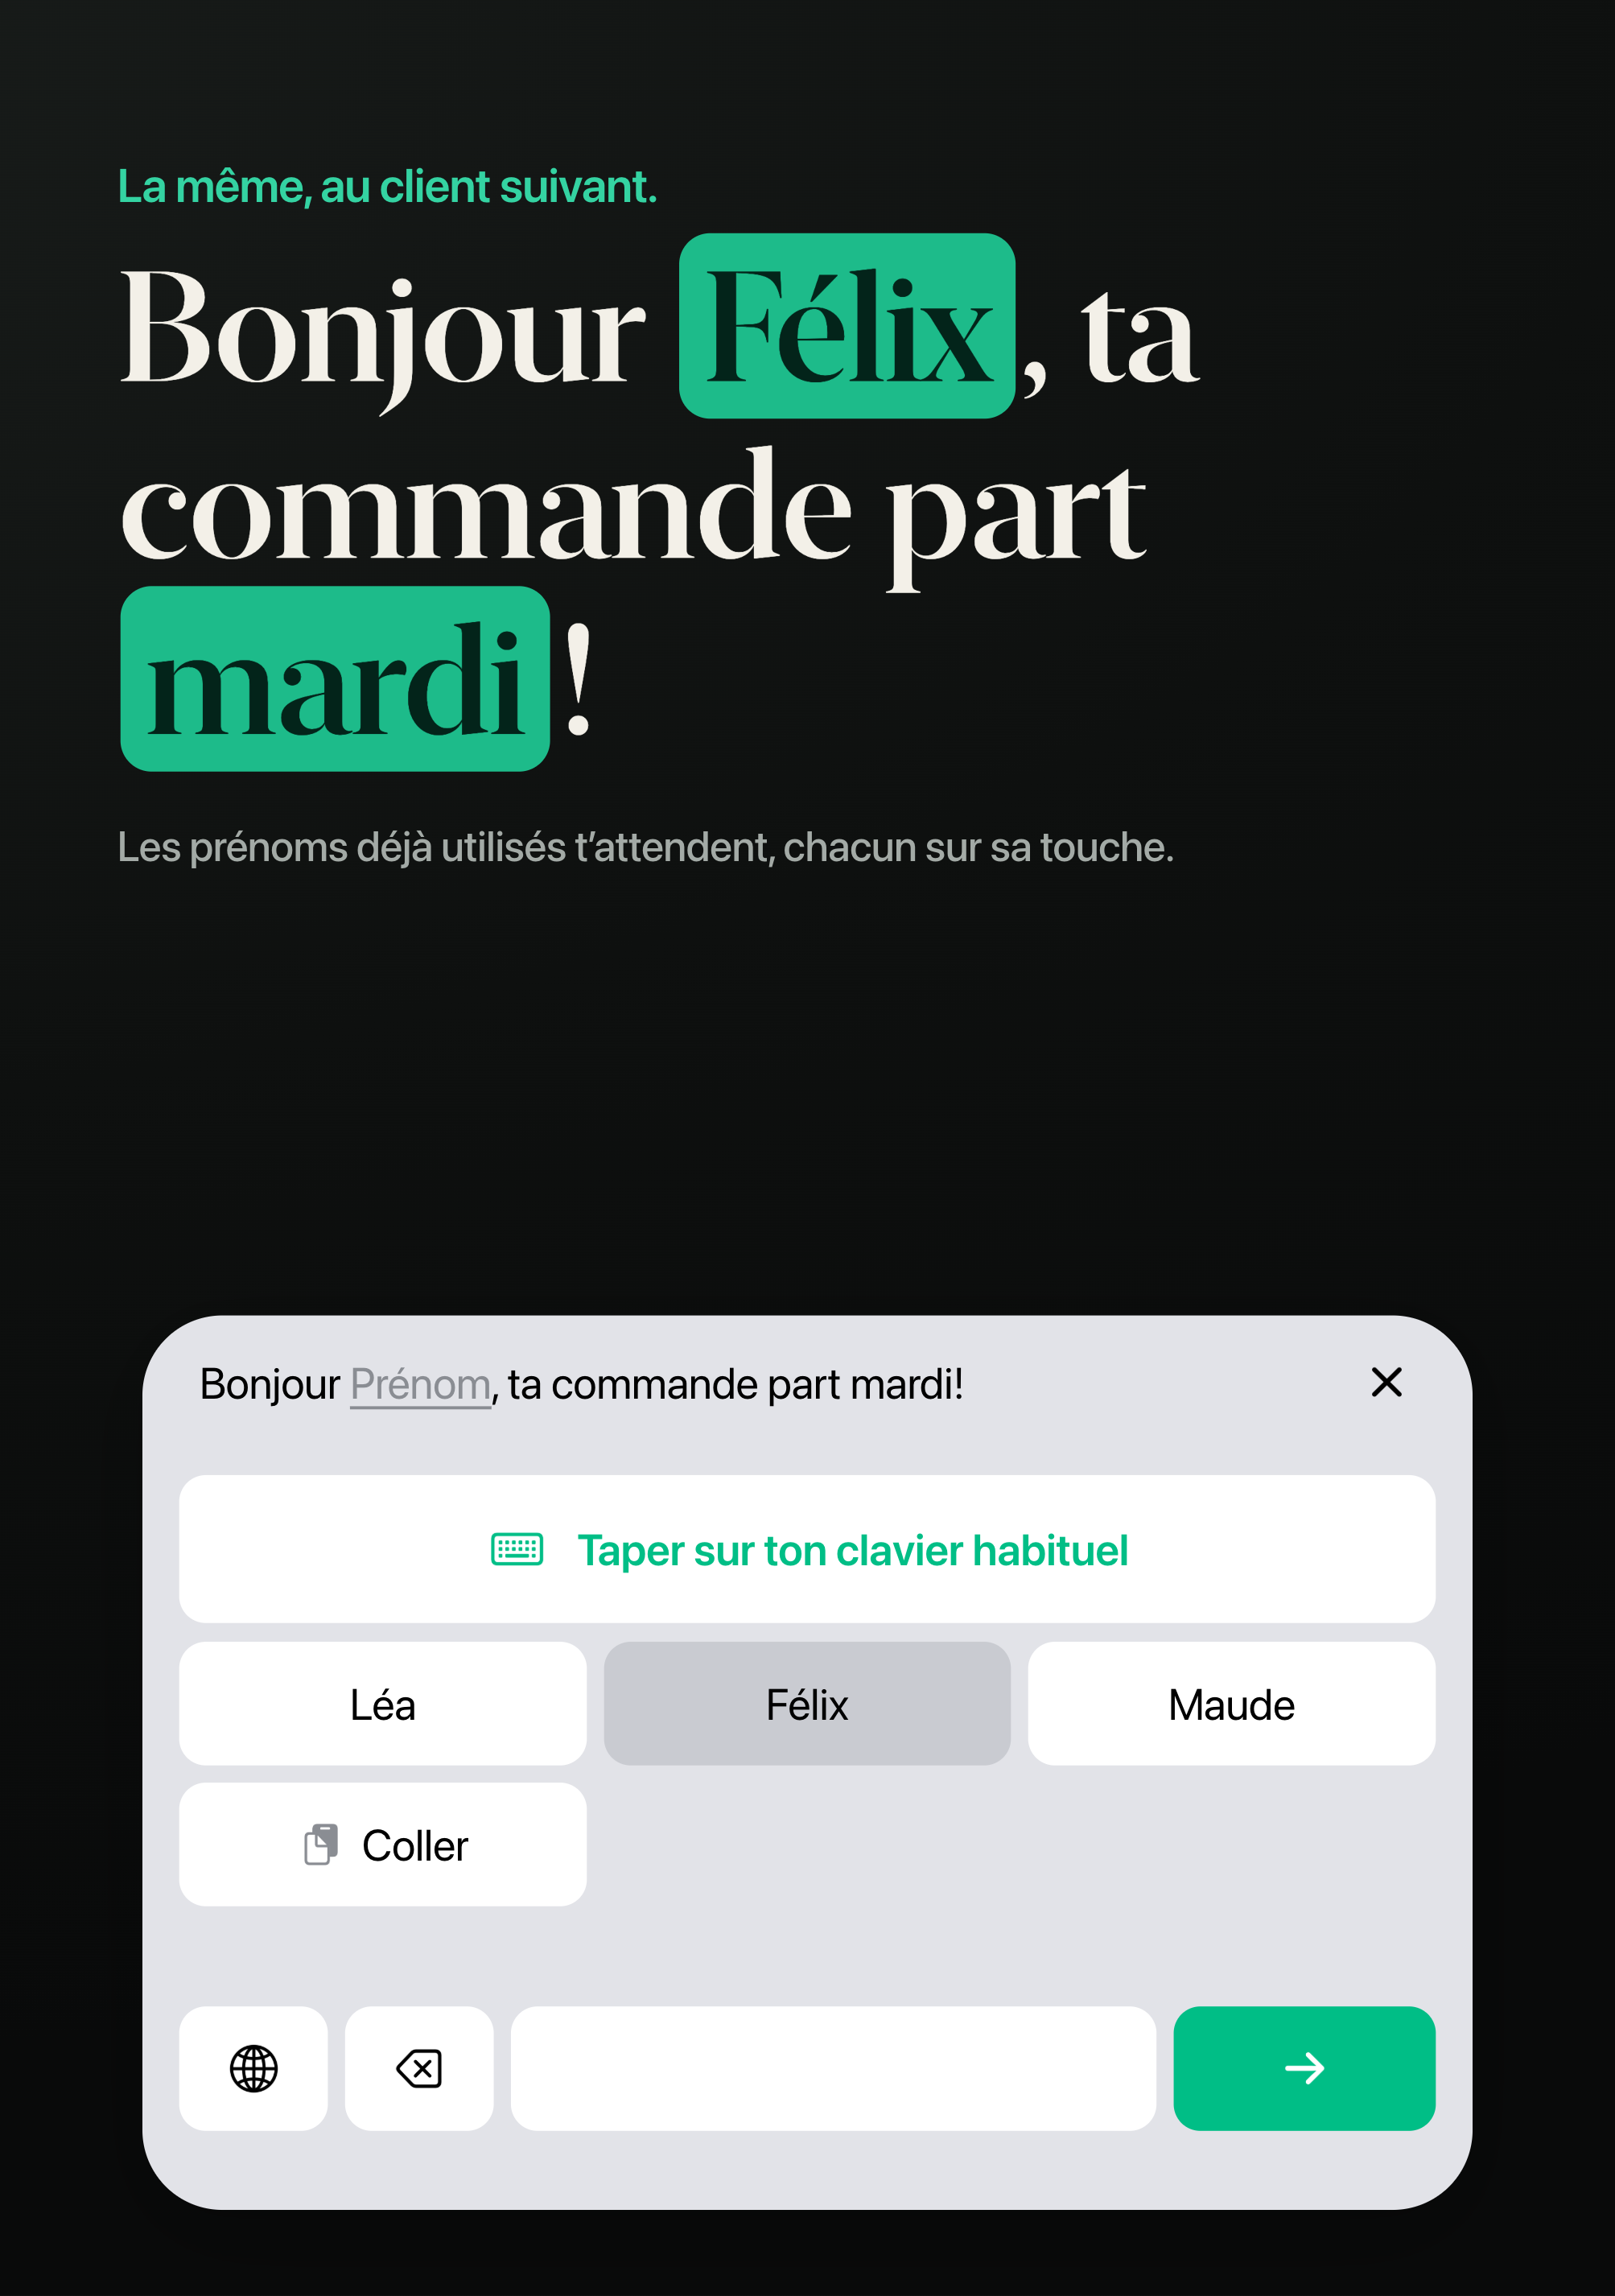 La même, au client suivant.
Bonjour Félix, ta
commande part
mardi !
Les prénoms déjà utilisés t’attendent, chacun sur sa touche.
Bonjour Prénom, ta commande part mardi!
Taper sur ton clavier habituel
Léa Félix Maude
Coller